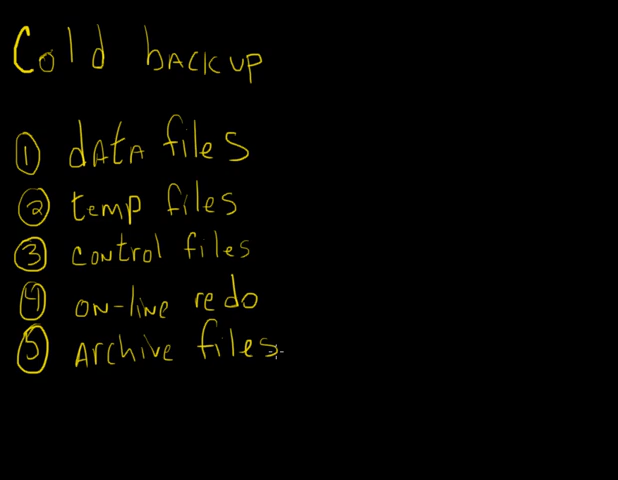 Cold backup
1 data files
2 temp files
3 control files
4 on-line redo
5 archive files